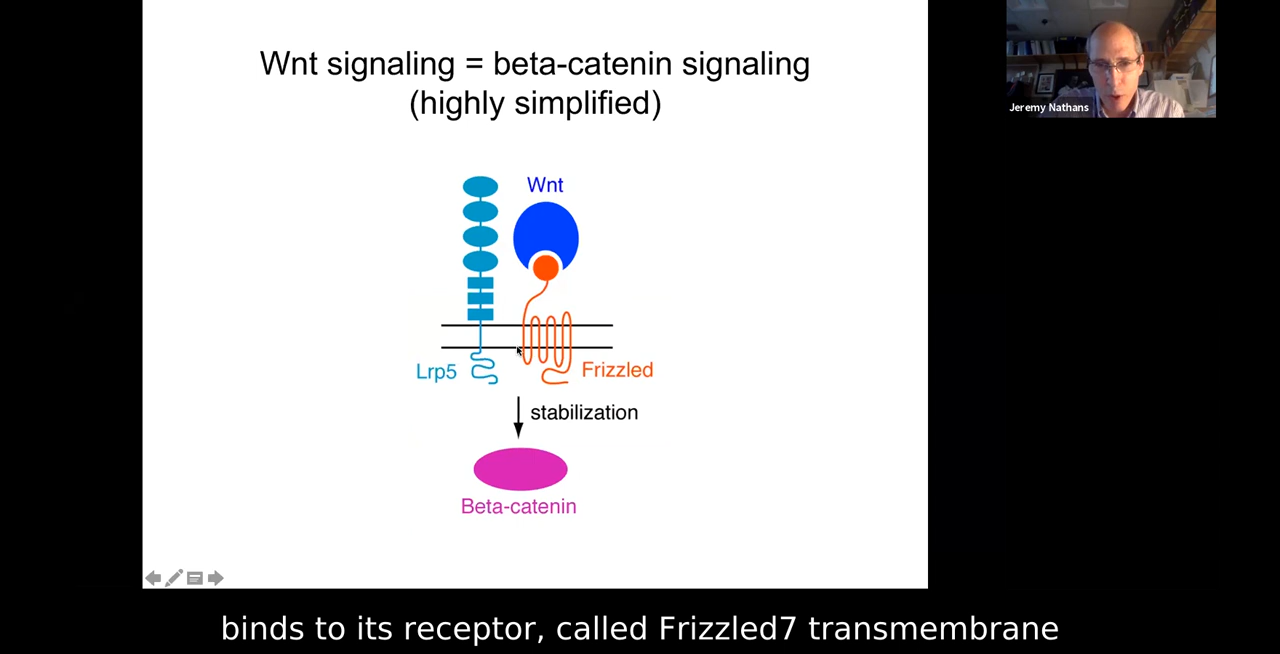 Wnt signaling = beta-catenin signaling
(highly simplified)
Jeremy Nathans
Wnt
Lrp5
Frizzled
stabilization
Beta-catenin
binds to its receptor, called Frizzled7 transmembrane